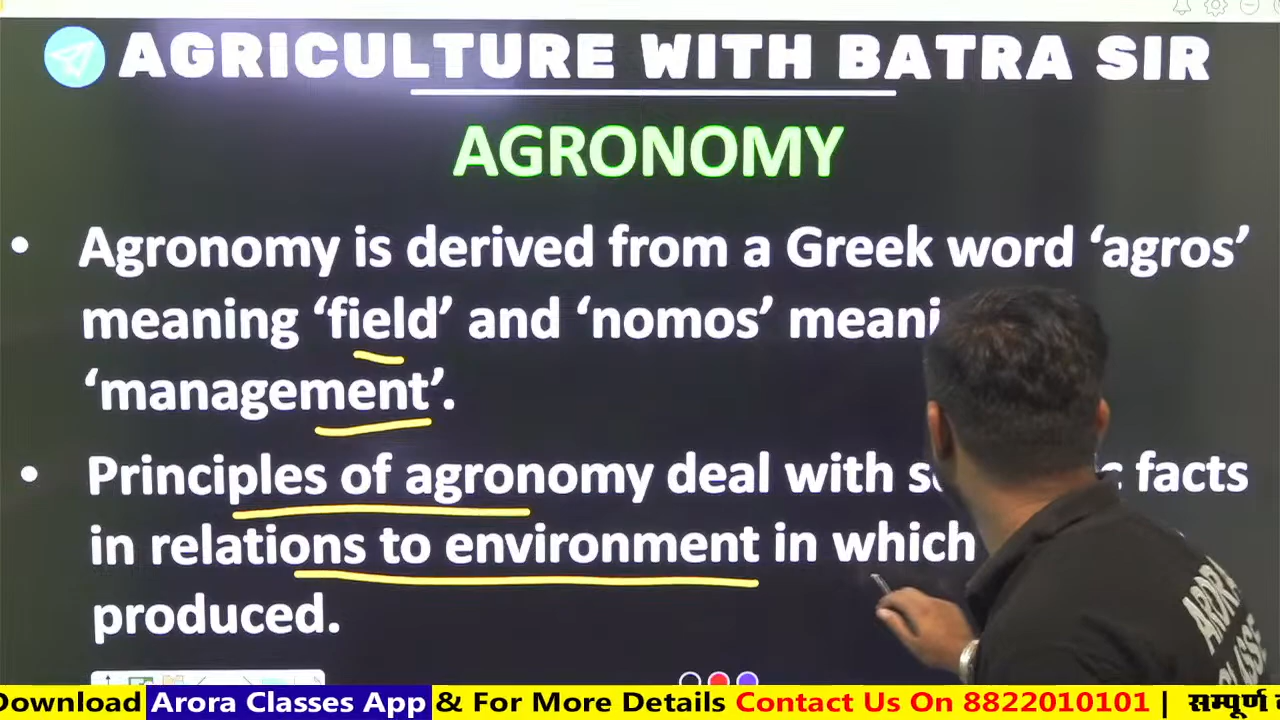 AGRICULTURE WITH BATRA SIR
AGRONOMY
• Agronomy is derived from a Greek word ‘agros’
meaning ‘field’ and ‘nomos’
‘management’.
• Principles of agronomy deal with facts
in relations to environment in which
produced.
ARORA
Download Arora Classes App & For More Details Contact Us On 8822010101 | सम्पूर्ण